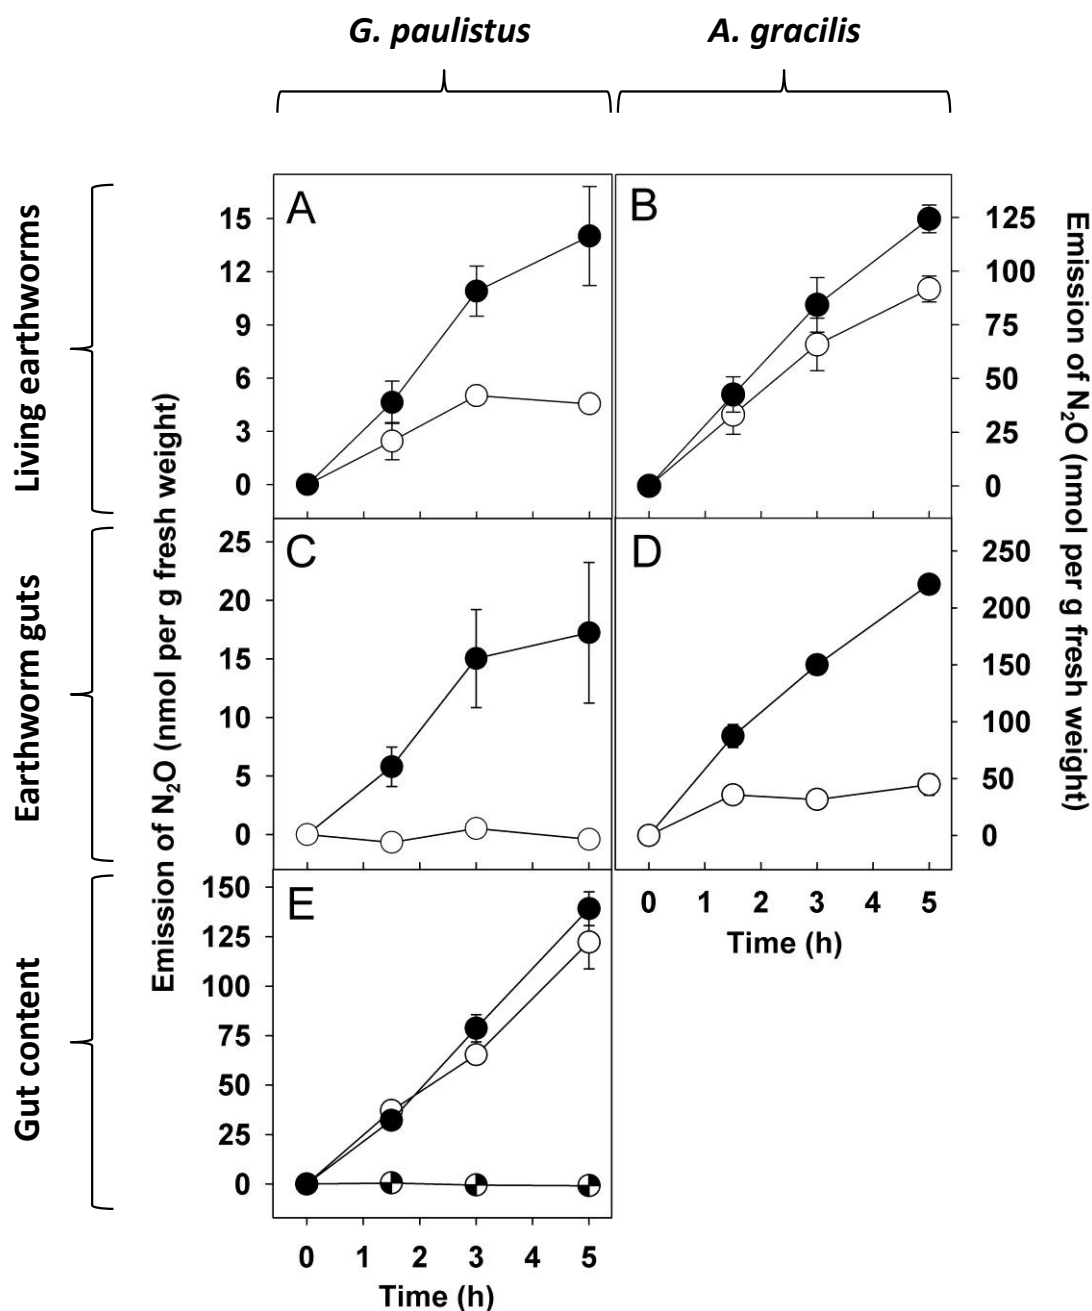 G. paulistus
A. gracilis
Living earthworms
Earthworm guts
Gut content
Emission of N₂O (nmol per g fresh weight)
A
15
12
9
6
3
0
B
125
100
75
50
25
0
Emission of N₂O (nmol per g fresh weight)
C
25
20
15
10
5
0
D
250
200
150
100
50
0
0 1 2 3 4 5
Time (h)
E
150
125
100
75
50
25
0
0 1 2 3 4 5
Time (h)